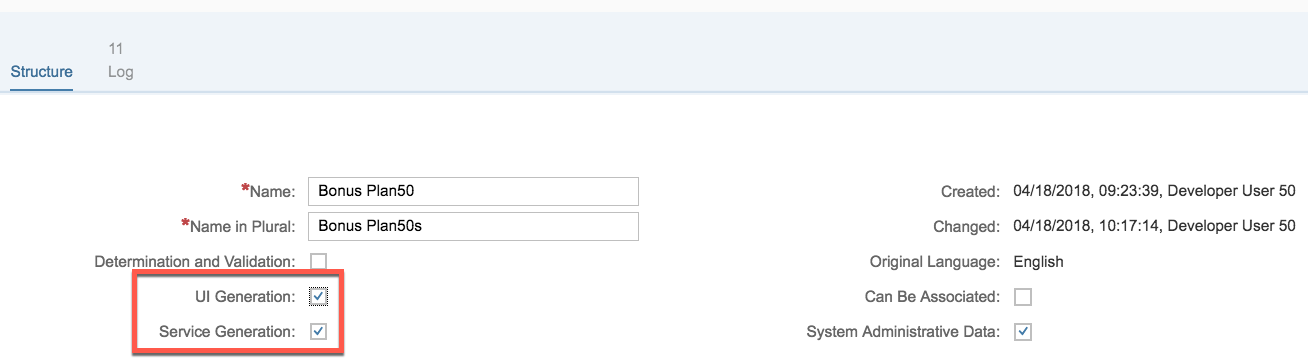 11
Structure Log
*Name: Bonus Plan50 Created: 04/18/2018, 09:23:39, Developer User 50
*Name in Plural: Bonus Plan50s Changed: 04/18/2018, 10:17:14, Developer User 50
Determination and Validation: Original Language: English
UI Generation: Can Be Associated:
Service Generation: System Administrative Data: